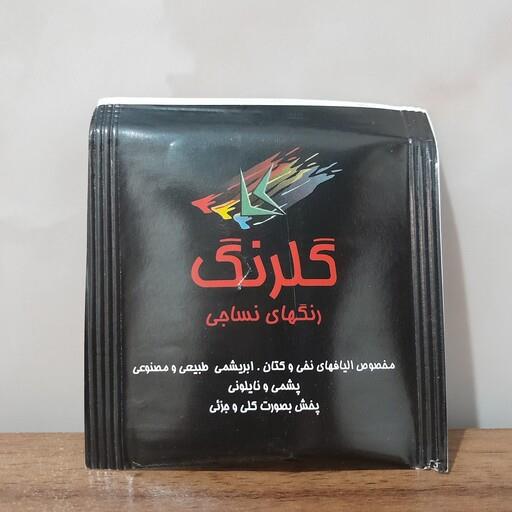 گلرنگ
رنگهای نساجی
مخصوص الیافهای نخی و کتان . ابریشمی طبیعی و مصنوعی
پشمی و نایلونی
پخش بصورت کلی و جزئی